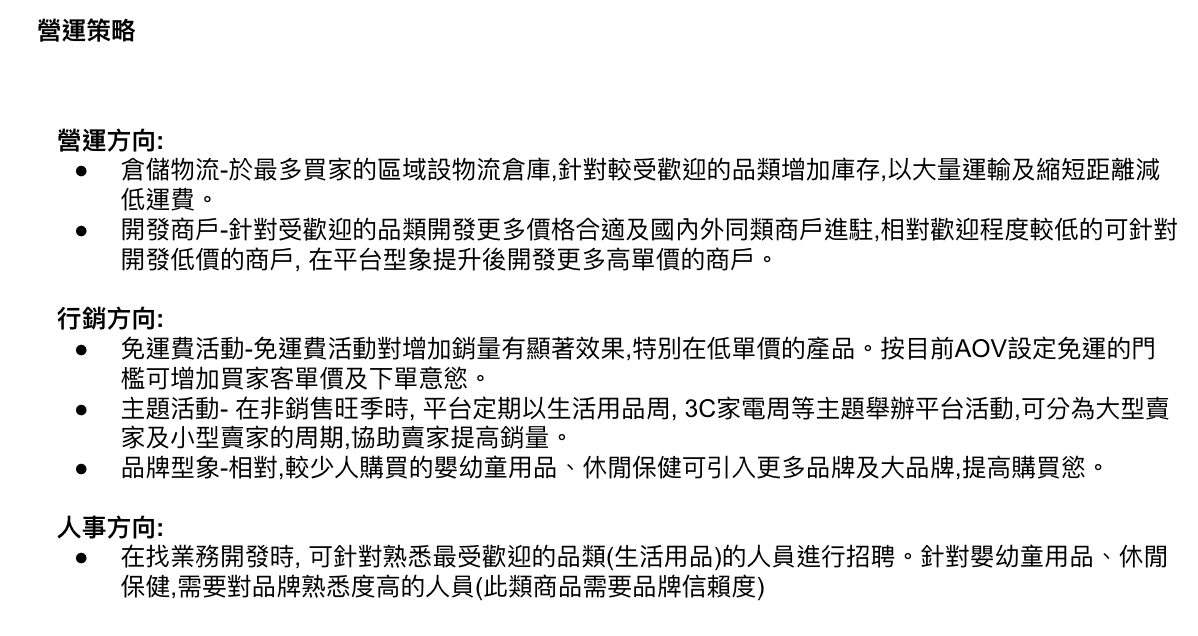 營運策略
營運方向:
● 倉儲物流-於最多買家的區域設物流倉庫,針對較受歡迎的品類增加庫存,以大量運輸及縮短距離減
低運費。
● 開發商戶-針對受歡迎的品類開發更多價格合適及國內外同類商戶進駐,相對歡迎程度較低的可針對
開發低價的商戶, 在平台型象提升後開發更多高單價的商戶。
行銷方向:
● 免運費活動-免運費活動對增加銷量有顯著效果,特別在低單價的產品。按目前AOV設定免運的門
檻可增加買家客單價及下單意慾。
● 主題活動- 在非銷售旺季時, 平台定期以生活用品周, 3C家電周等主題舉辦平台活動,可分為大型賣
家及小型賣家的周期,協助賣家提高銷量。
● 品牌型象-相對,較少人購買的嬰幼童用品、休閒保健可引入更多品牌及大品牌,提高購買慾。
人事方向:
● 在找業務開發時, 可針對熟悉最受歡迎的品類(生活用品)的人員進行招聘。針對嬰幼童用品、休閒
保健,需要對品牌熟悉度高的人員(此類商品需要品牌信賴度)